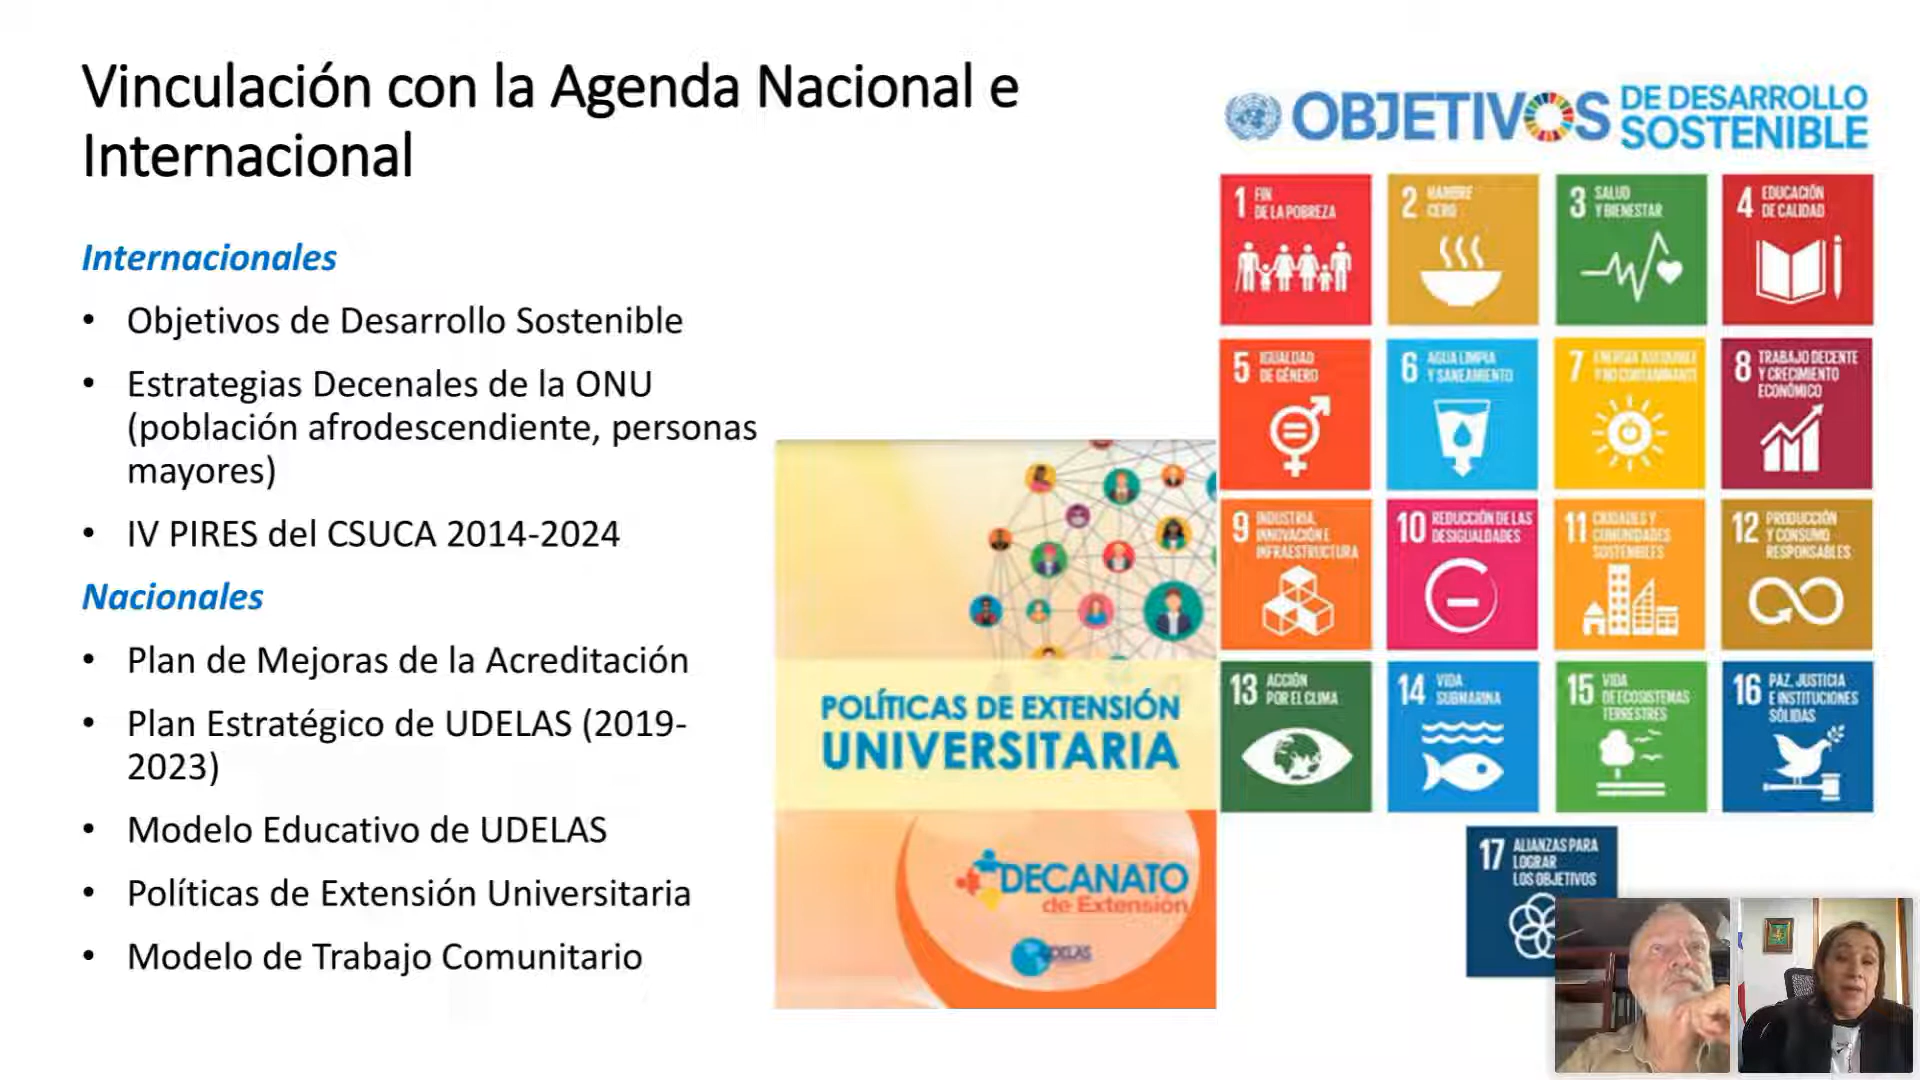 Vinculación con la Agenda Nacional e
Internacional
Internacionales
• Objetivos de Desarrollo Sostenible
• Estrategias Decenales de la ONU
(población afrodescendiente, personas
mayores)
• IV PIRES del CSUCA 2014-2024
Nacionales
• Plan de Mejoras de la Acreditación
• Plan Estratégico de UDELAS (2019-
2023)
• Modelo Educativo de UDELAS
• Políticas de Extensión Universitaria
• Modelo de Trabajo Comunitario
POLÍTICAS DE EXTENSIÓN
UNIVERSITARIA
DECANATO
de Extensión
UDELAS
OBJETIVOS DE DESARROLLO
SOSTENIBLE
1 FIN
DE LA POBREZA
2 HAMBRE
CERO
3 SALUD
Y BIENESTAR
4 EDUCACIÓN
DE CALIDAD
5 IGUALDAD
DE GÉNERO
6 AGUA LIMPIA
Y SANEAMIENTO
7 ENERGÍA ASEQUIBLE
Y NO CONTAMINANTE
8 TRABAJO DECENTE
Y CRECIMIENTO
ECONÓMICO
9 INDUSTRIA,
INNOVACIÓN E
INFRAESTRUCTURA
10 REDUCCIÓN DE LAS
DESIGUALDADES
11 CIUDADES Y
COMUNIDADES
SOSTENIBLES
12 PRODUCCIÓN
Y CONSUMO
RESPONSABLES
13 ACCIÓN
POR EL CLIMA
14 VIDA
SUBMARINA
15 VIDA
DE ECOSISTEMAS
TERRESTRES
16 PAZ, JUSTICIA
E INSTITUCIONES
SÓLIDAS
17 ALIANZAS PARA
LOGRAR
LOS OBJETIVOS